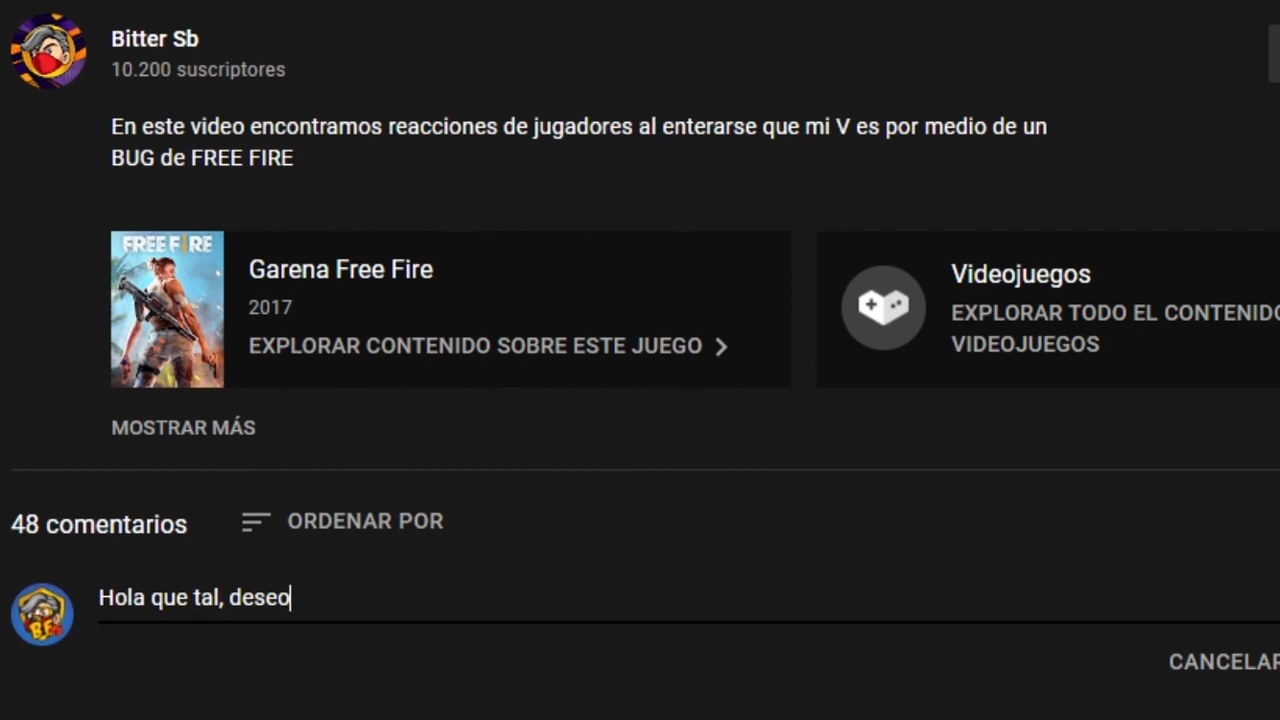 Bitter Sb
10.200 suscriptores
En este video encontramos reacciones de jugadores al enterarse que mi V es por medio de un
BUG de FREE FIRE
FREE FIRE
Garena Free Fire
2017
EXPLORAR CONTENIDO SOBRE ESTE JUEGO
Videojuegos
EXPLORAR TODO EL CONTENIDO
VIDEOJUEGOS
MOSTRAR MÁS
48 comentarios
ORDENAR POR
Hola que tal, deseo
BF
CANCELAR